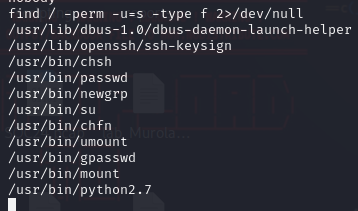 find / -perm -u=s -type f 2>/dev/null
/usr/lib/dbus-1.0/dbus-daemon-launch-helper
/usr/lib/openssh/ssh-keysign
/usr/bin/chsh
/usr/bin/passwd
/usr/bin/newgrp
/usr/bin/su
/usr/bin/chfn
/usr/bin/umount
/usr/bin/gpasswd
/usr/bin/mount
/usr/bin/python2.7